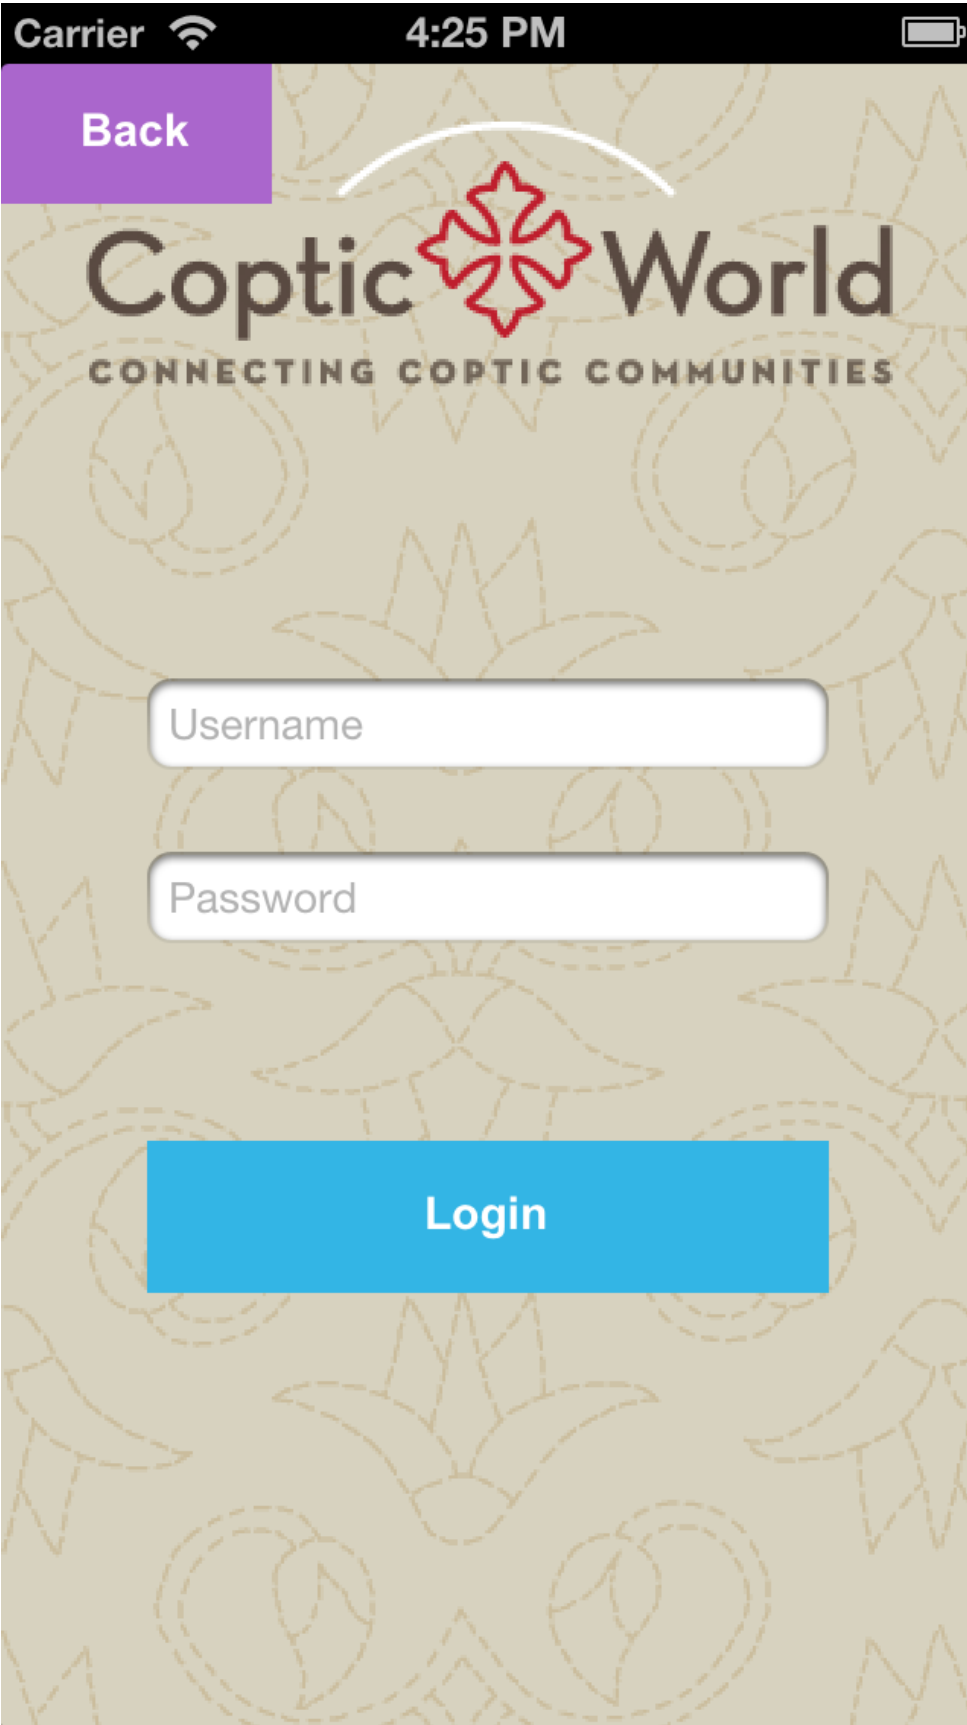 Carrier 4:25 PM
Back
Coptic World
CONNECTING COPTIC COMMUNITIES
Username
Password
Login